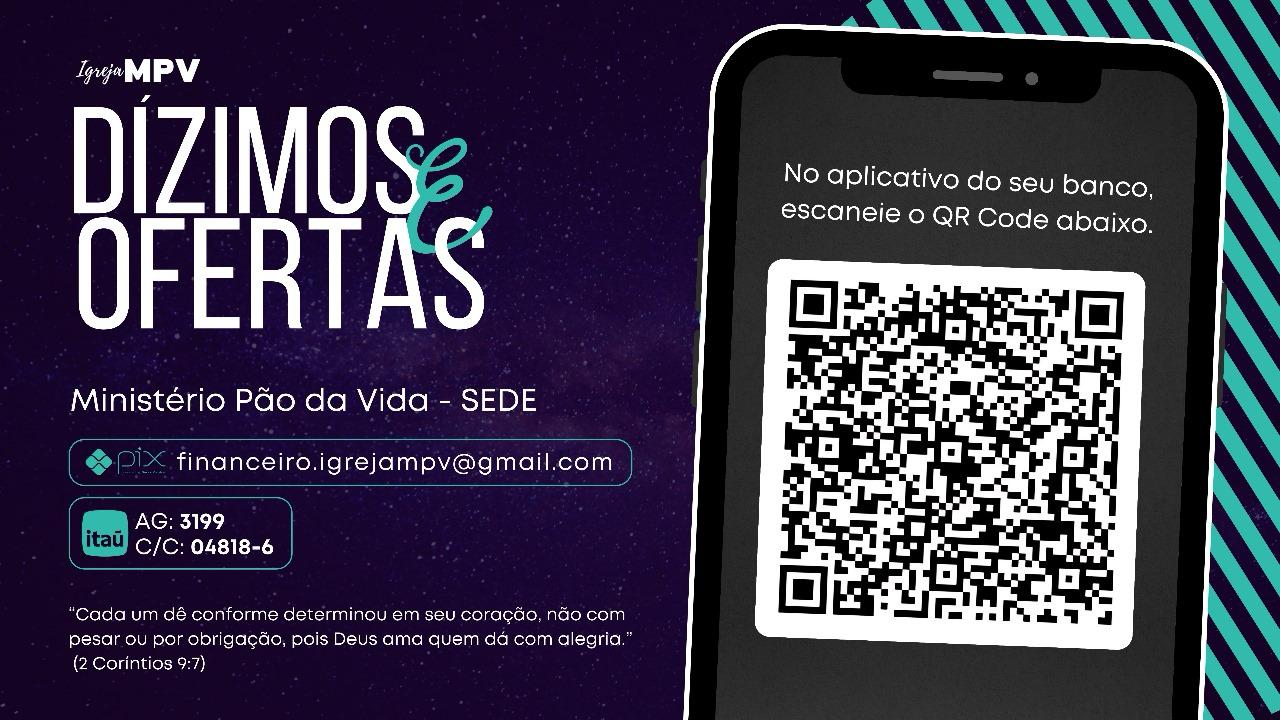 Igreja MPV
DÍZIMOS E
OFERTAS
Ministério Pão da Vida - SEDE
pix financeiro.igrejampv@gmail.com
itaú AG: 3199
C/C: 04818-6
“Cada um dê conforme determinou em seu coração, não com
pesar ou por obrigação, pois Deus ama quem dá com alegria.”
(2 Coríntios 9:7)
No aplicativo do seu banco,
escaneie o QR Code abaixo.